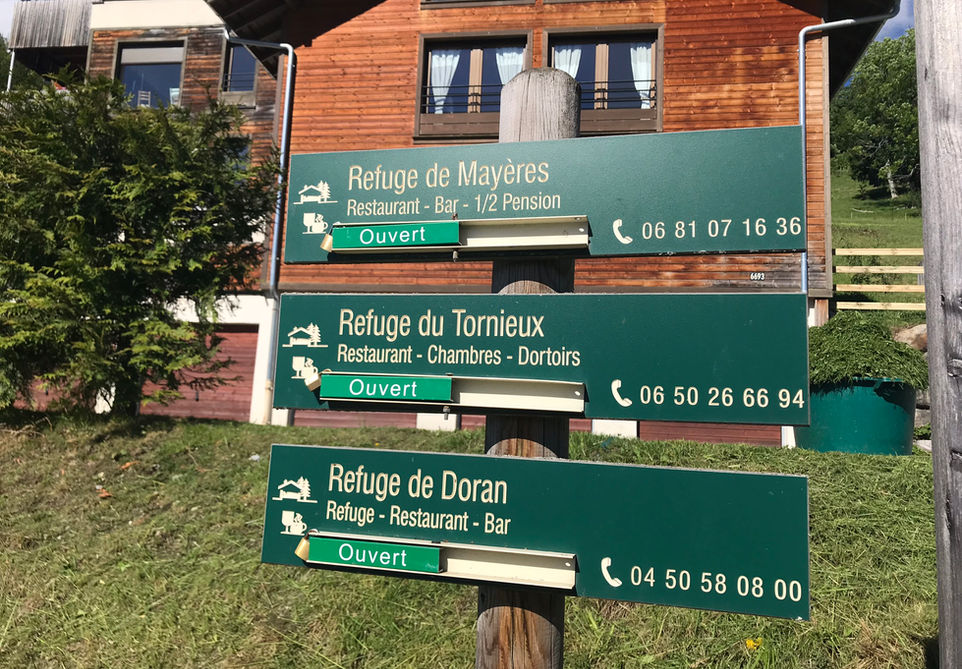 Refuge de Mayères
Restaurant - Bar - 1/2 Pension
Ouvert
06 81 07 16 36
6693
Refuge du Tornieux
Restaurant - Chambres - Dortoirs
Ouvert
06 50 26 66 94
Refuge de Doran
Refuge - Restaurant - Bar
Ouvert
04 50 58 08 00